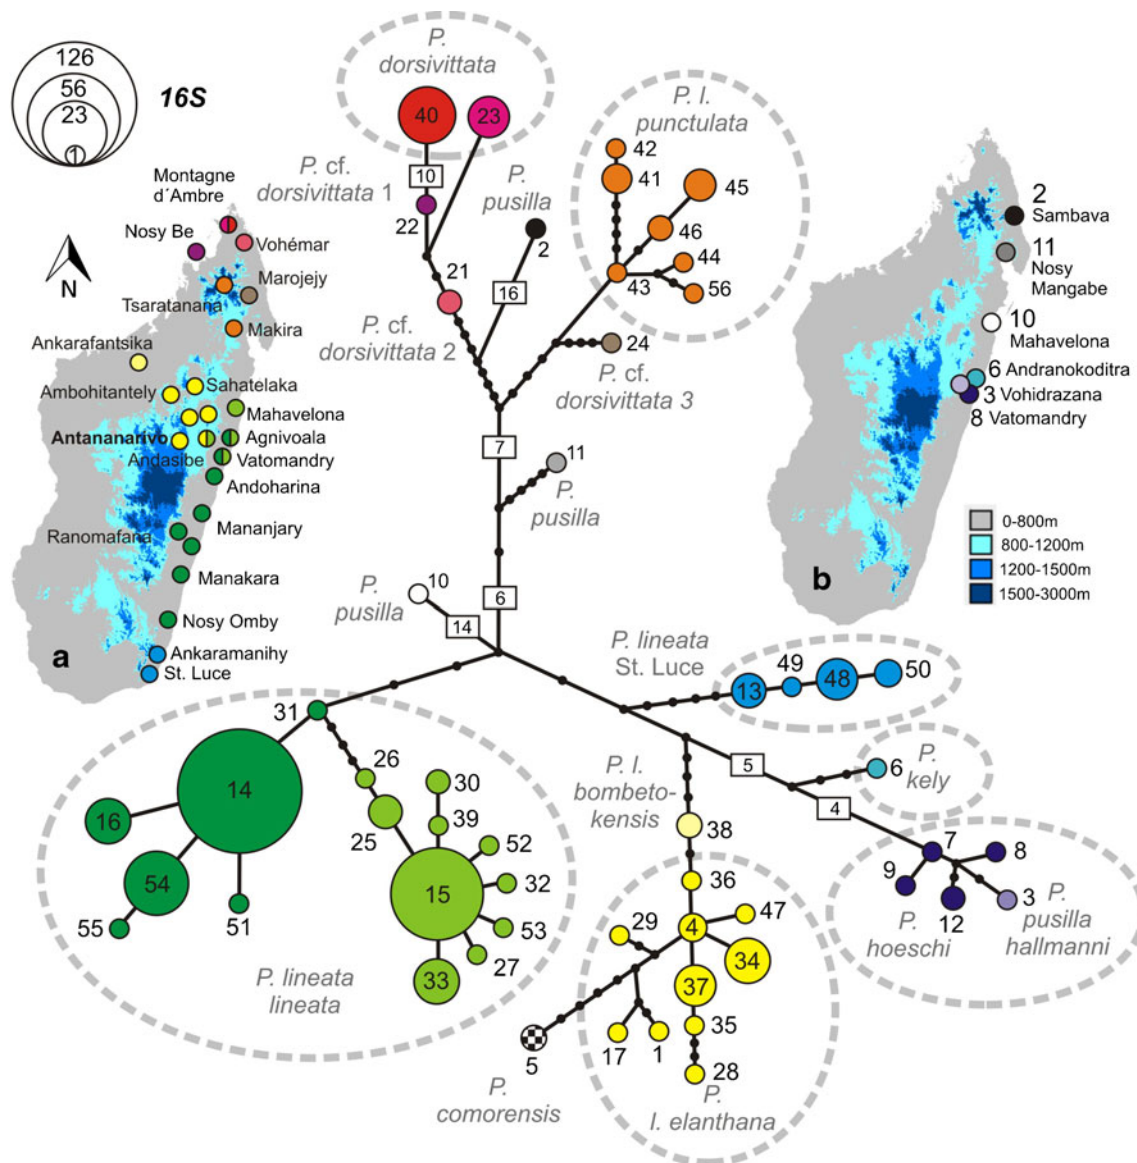 126
56
23
1
16S
Montagne
d´Ambre
Nosy Be
Vohémar
N
Marojejy
Tsaratanana
Makira
Ankarafantsika
Ambohitantely
Sahatelaka
Mahavelona
Antananarivo
Agnivoala
Andasibe
Vatomandry
Andoharina
Mananjary
Ranomafana
Manakara
Nosy Omby
Ankaramanihy
St. Luce
a
P.
dorsivittata
40
23
10
P. cf.
dorsivittata 1
22
P.
pusilla
2
16
21
P. cf.
dorsivittata 2
P. l.
punctulata
42
41
45
46
44
43
56
24
P. cf.
dorsivittata 3
7
11
P.
pusilla
6
10
P.
pusilla
14
2
Sambava
11
Nosy
Mangabe
10
Mahavelona
6 Andranokoditra
3 Vohidrazana
8 Vatomandry
0-800m
800-1200m
1200-1500m
1500-3000m
b
P. lineata
St. Luce
13
49
48
50
31
14
16
54
55
51
26
25
30
39
52
15
32
53
27
33
P. lineata
lineata
P. l.
bombeto-
kensis
38
5
6
P.
kely
4
7
8
9
12
3
P.
hoeschi
P.
pusilla
hallmanni
36
29
4
47
34
37
35
17
1
28
5
P.
comorensis
P.
l. elanthana